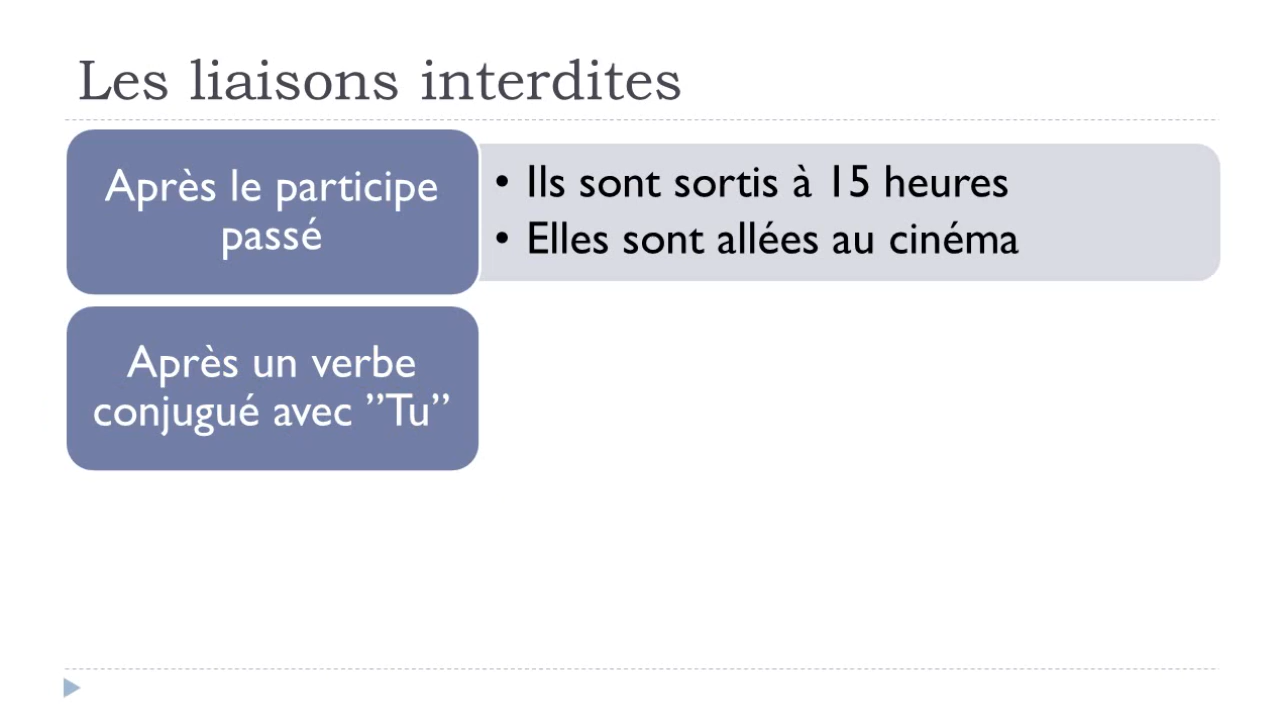 Les liaisons interdites
Après le participe
passé
• Ils sont sortis à 15 heures
• Elles sont allées au cinéma
Après un verbe
conjugué avec ”Tu”